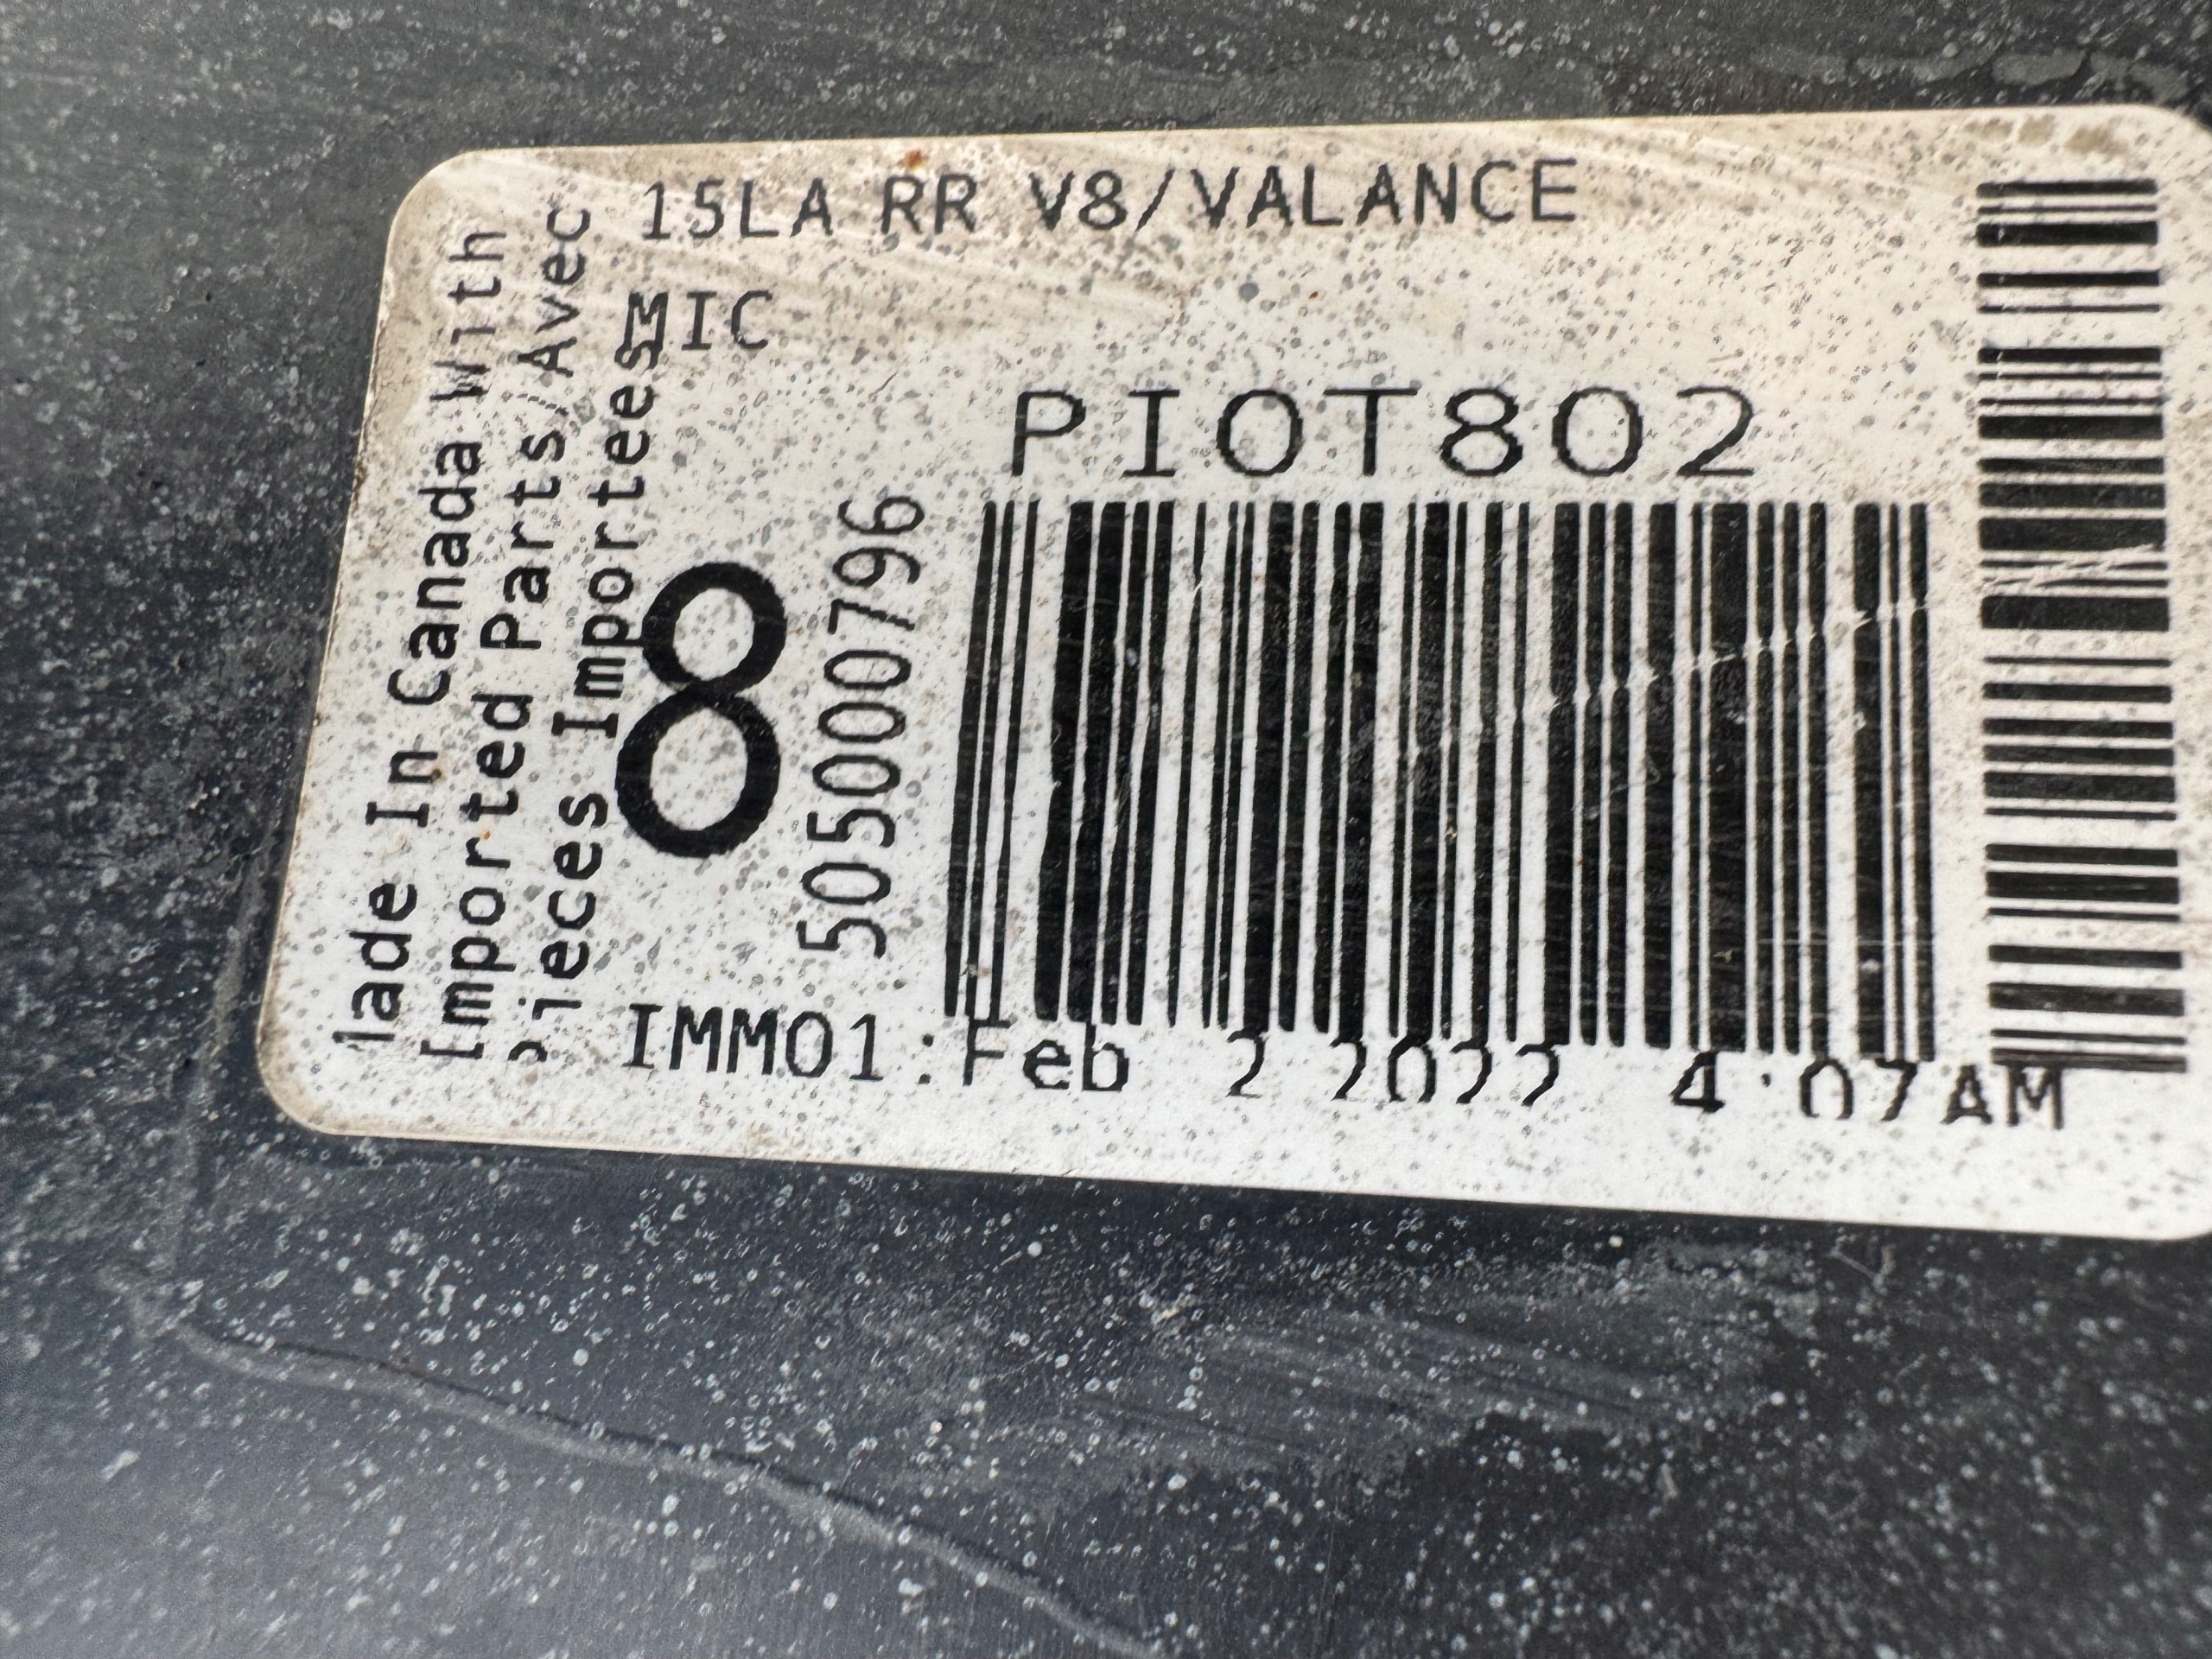 15LA RR V8/VALANCE
MIC
PIOT802
8
505000796
Made In Canada With
Imported Parts/Avec
Pieces Importees
IMM01:Feb 2 2022 4:07AM